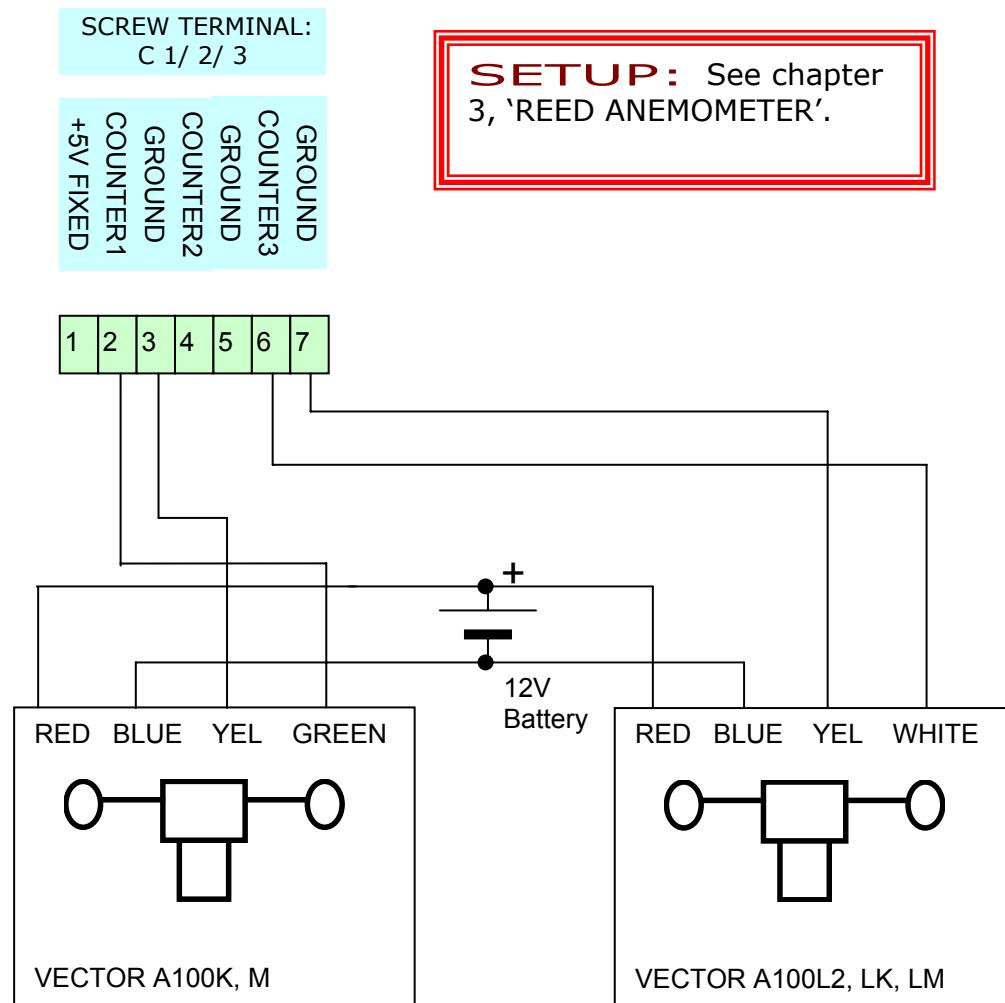 SCREW TERMINAL:
C 1/ 2/ 3
SETUP: See chapter
3, ‘REED ANEMOMETER’.
+5V FIXED
COUNTER1
GROUND
COUNTER2
GROUND
COUNTER3
GROUND
1 2 3 4 5 6 7
+
12V
Battery
RED BLUE YEL GREEN
RED BLUE YEL WHITE
VECTOR A100K, M
VECTOR A100L2, LK, LM